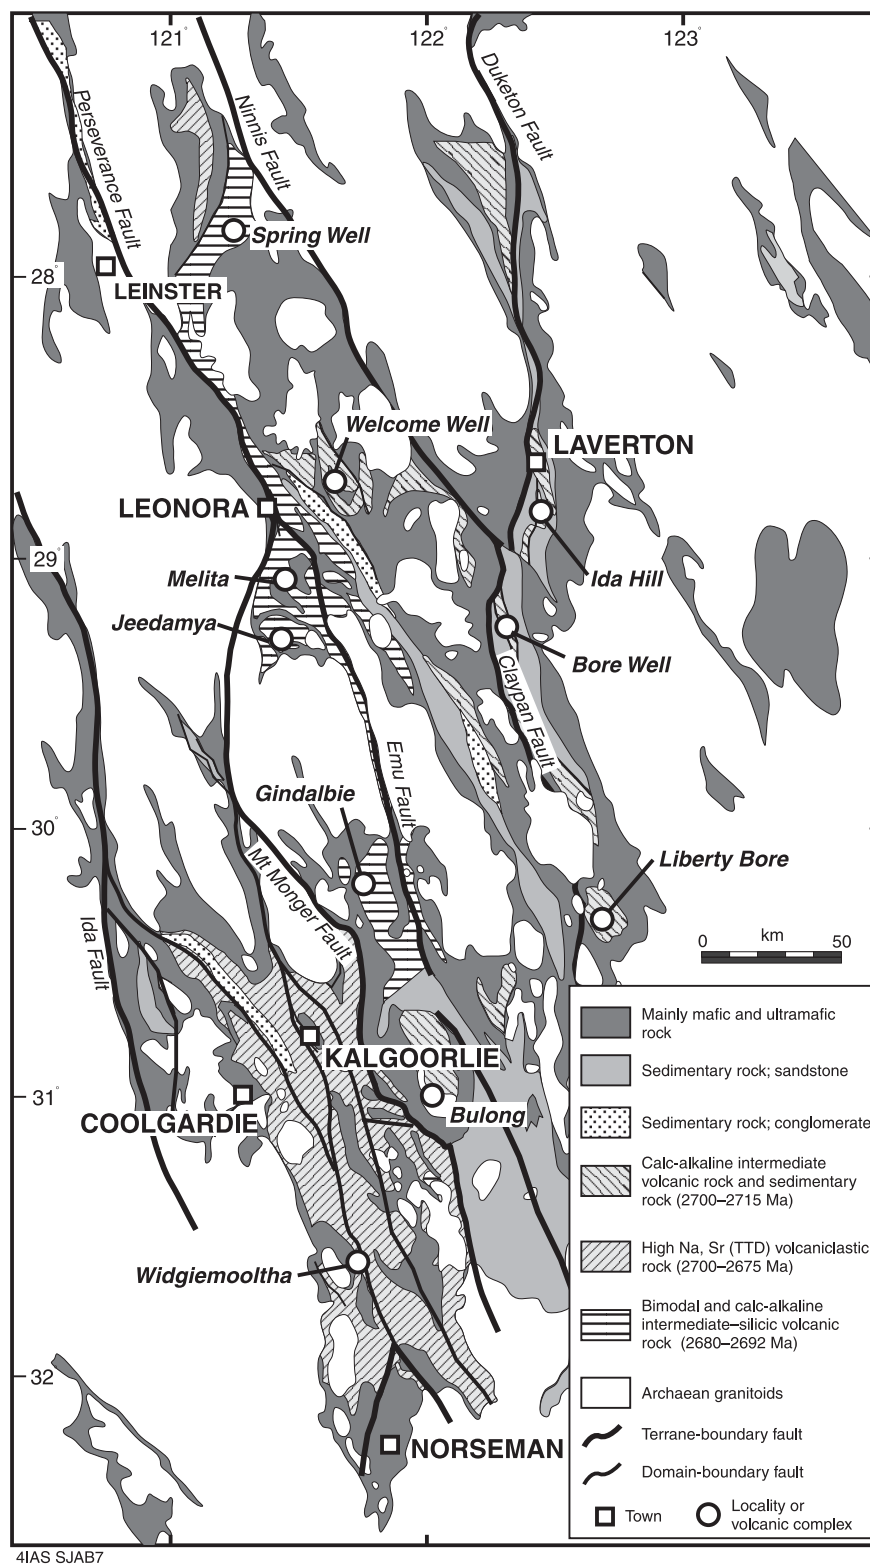 121° 122° 123°
Perseverance Fault
Ninnis Fault
Duketon Fault
Spring Well
28°
LEINSTER
Welcome Well
LAVERTON
LEONORA
29°
Melita
Ida Hill
Jeedamya
Bore Well
Claypan Fault
Emu Fault
Gindalbie
30°
Mt Monger Fault
Liberty Bore
Ida Fault
km
0 50
KALGOORLIE
31°
COOLGARDIE
Bulong
Widgiemooltha
32°
NORSEMAN
Mainly mafic and ultramafic
rock
Sedimentary rock; sandstone
Sedimentary rock; conglomerate
Calc-alkaline intermediate
volcanic rock and sedimentary
rock (2700–2715 Ma)
High Na, Sr (TTD) volcaniclastic
rock (2700–2675 Ma)
Bimodal and calc-alkaline
intermediate–silicic volcanic
rock (2680–2692 Ma)
Archaean granitoids
Terrane-boundary fault
Domain-boundary fault
Town
Locality or
volcanic complex
4IAS SJAB7